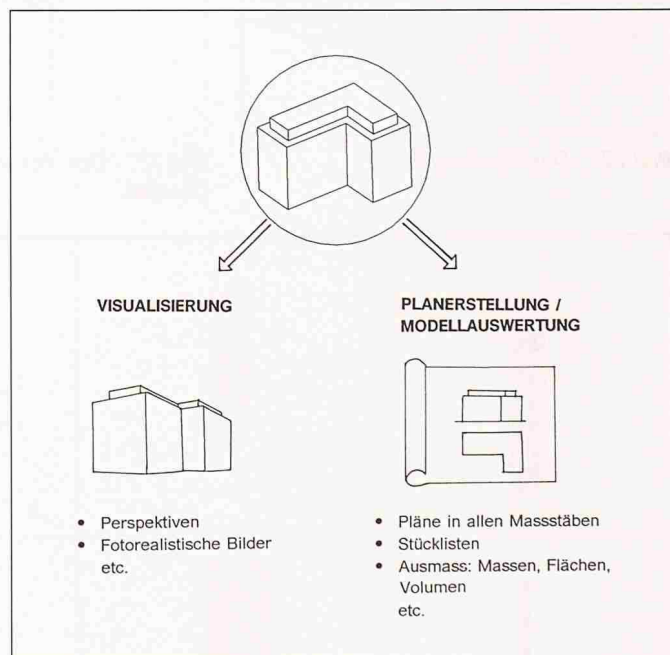 VISUALISIERUNG
• Perspektiven
• Fotorealistische Bilder
etc.
PLANERSTELLUNG /
MODELLAUSWERTUNG
• Pläne in allen Massstäben
• Stücklisten
• Ausmass: Massen, Flächen,
Volumen
etc.